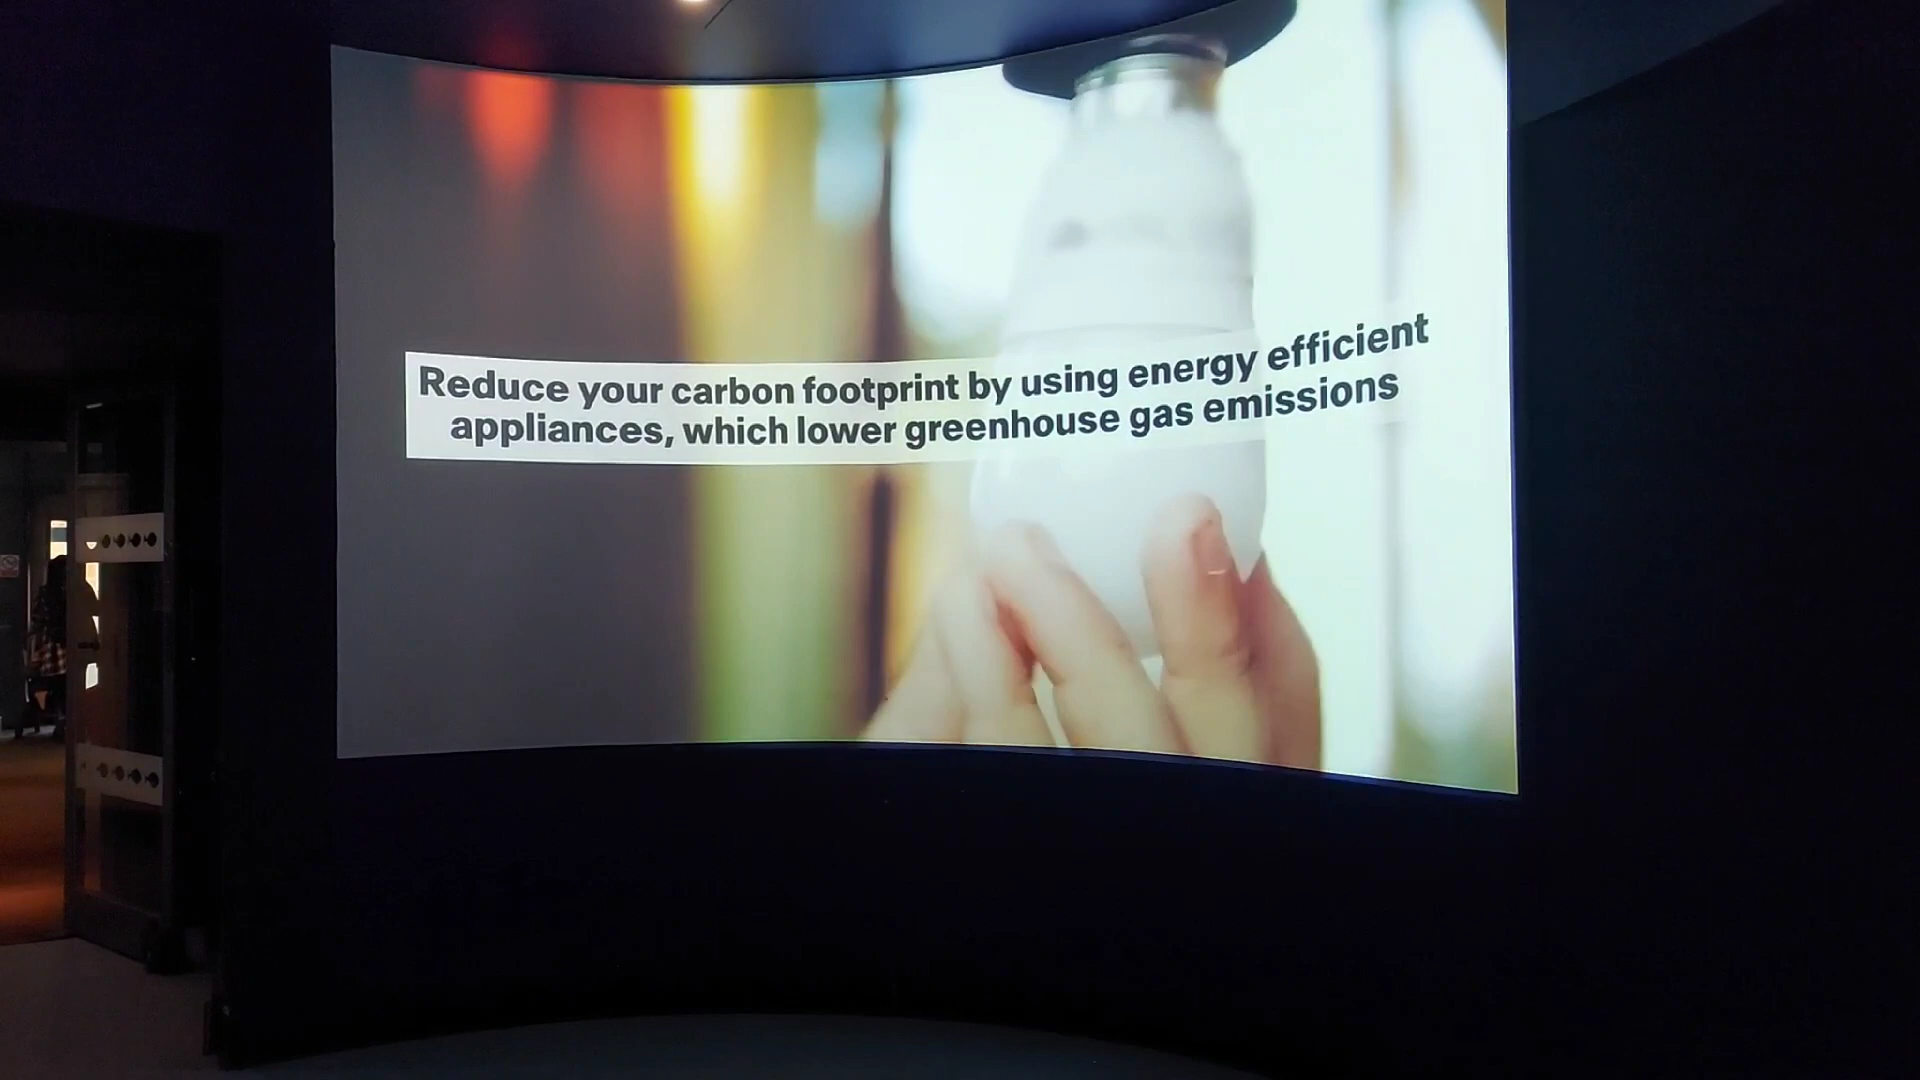 Reduce your carbon footprint by using energy efficient
appliances, which lower greenhouse gas emissions